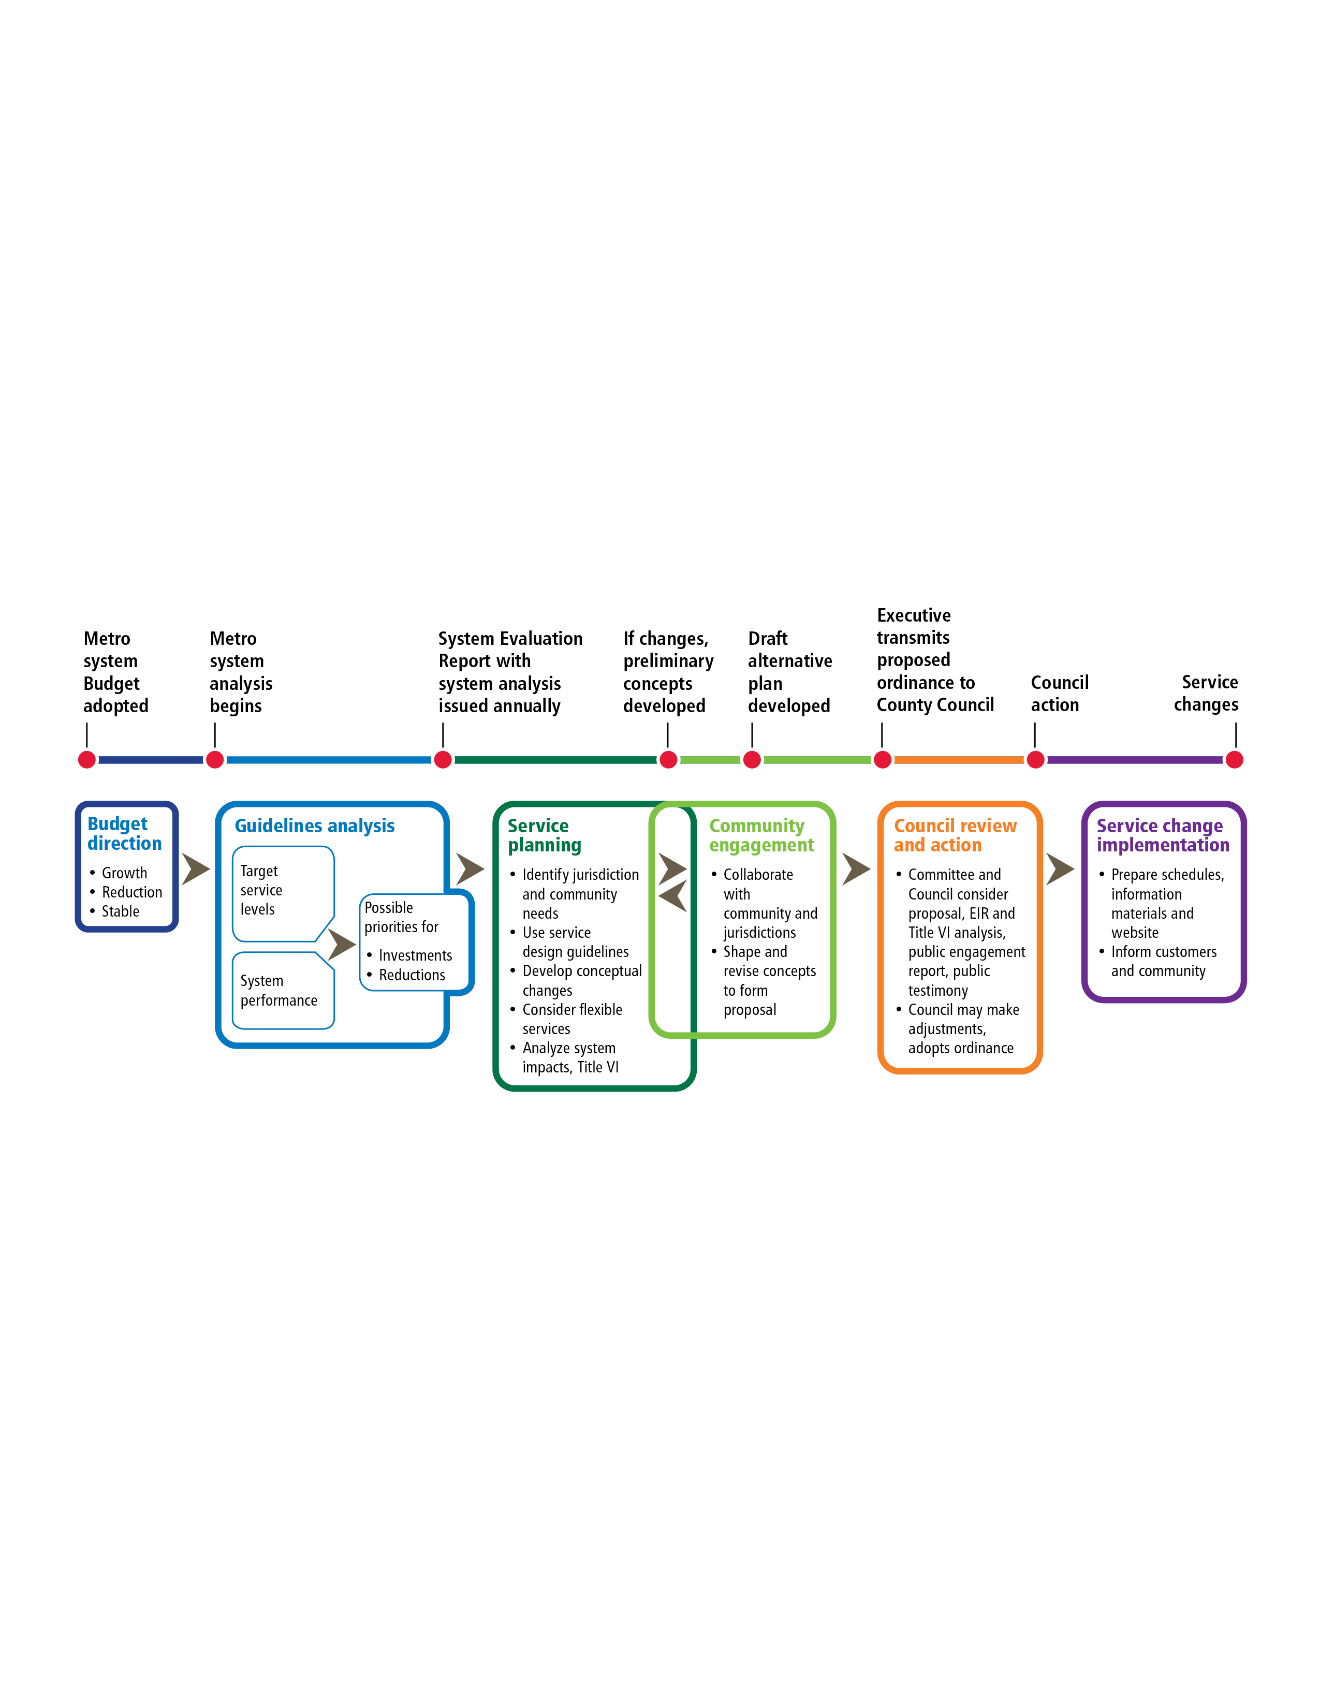 Metro
system
Budget
adopted
Metro
system
analysis
begins
System Evaluation
Report with
system analysis
issued annually
If changes,
preliminary
concepts
developed
Draft
alternative
plan
developed
Executive
transmits
proposed
ordinance to
County Council
Council
action
Service
changes
Budget
direction
• Growth
• Reduction
• Stable
Guidelines analysis
Target
service
levels
System
performance
Possible
priorities for
• Investments
• Reductions
Service
planning
• Identify jurisdiction
and community
needs
• Use service
design guidelines
• Develop conceptual
changes
• Consider flexible
services
• Analyze system
impacts, Title VI
Community
engagement
• Collaborate
with
community and
jurisdictions
• Shape and
revise concepts
to form
proposal
Council review
and action
• Committee and
Council consider
proposal, EIR and
Title VI analysis,
public engagement
report, public
testimony
• Council may make
adjustments,
adopts ordinance
Service change
implementation
• Prepare schedules,
information
materials and
website
• Inform customers
and community